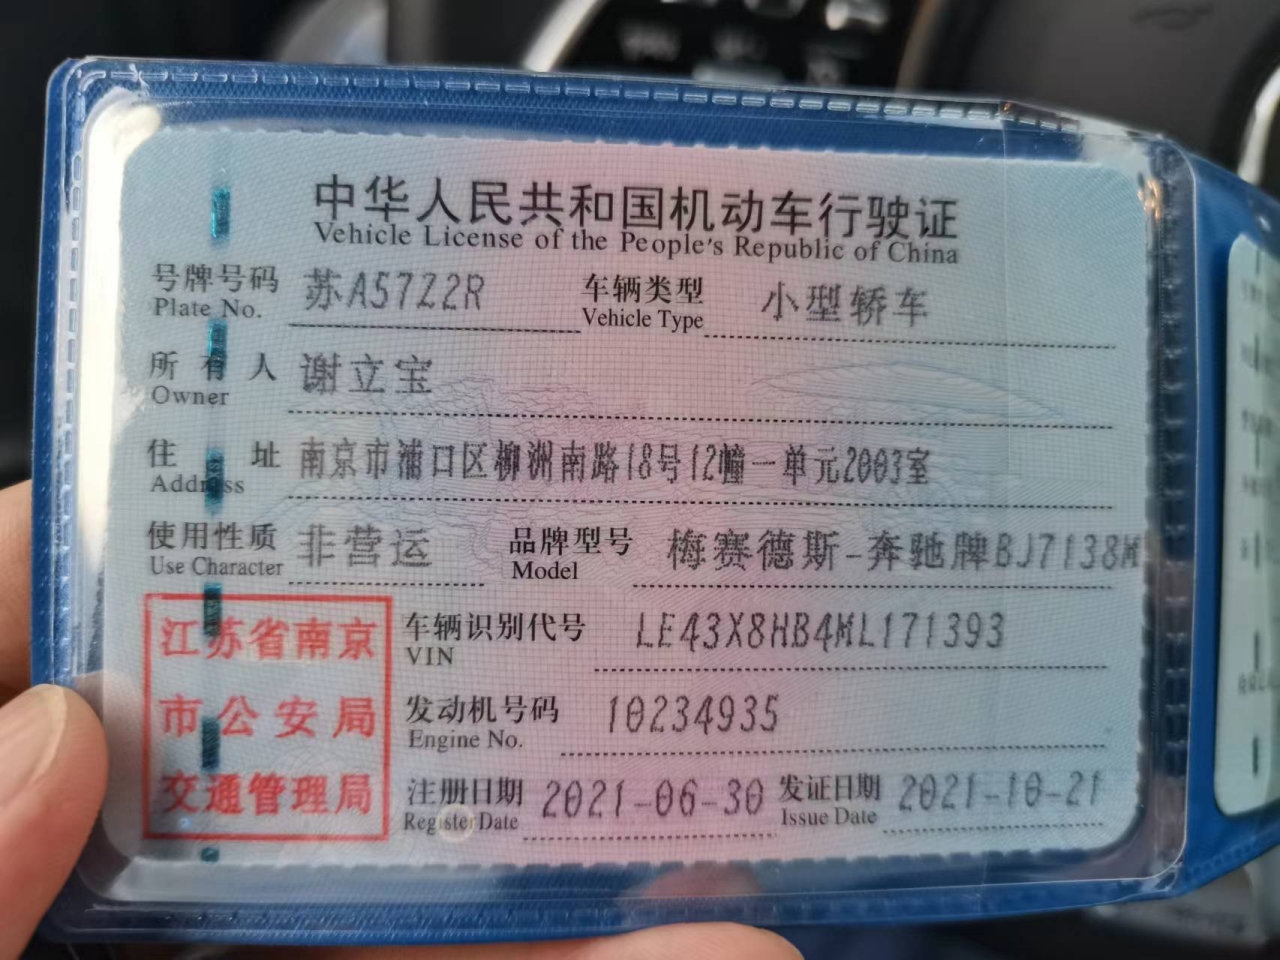 中华人民共和国机动车行驶证
Vehicle License of the People's Republic of China
号牌号码 苏A57Z2R 车辆类型 小型轿车
Plate No. Vehicle Type
所有人 谢立宝
Owner
住址 南京市浦口区柳洲南路18号12幢一单元2003室
Address
使用性质 非营运 品牌型号 梅赛德斯-奔驰牌BJ7138M
Use Character Model
江苏省南京
市公安局
交通管理局
车辆识别代号 LE43X8HB4ML171393
VIN
发动机号码 10234935
Engine No.
注册日期 2021-06-30 发证日期 2021-10-21
Register Date Issue Date